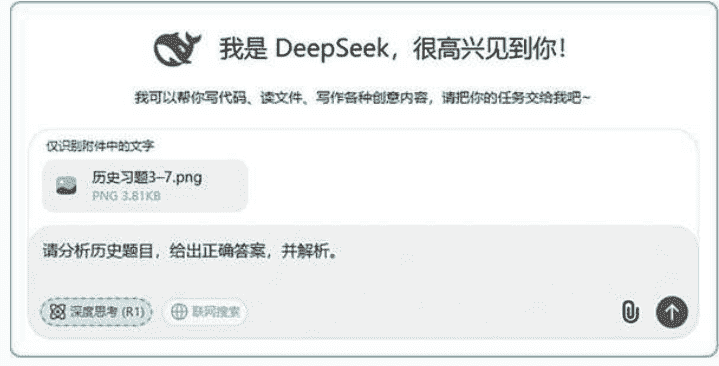 我是 DeepSeek，很高兴见到你！
我可以帮你写代码、读文件、写作各种创意内容，请把你的任务交给我吧~
仅识别附件中的文字
历史习题3–7.png
PNG 3.81KB
请分析历史题目，给出正确答案，并解析。
深度思考 (R1) 联网搜索